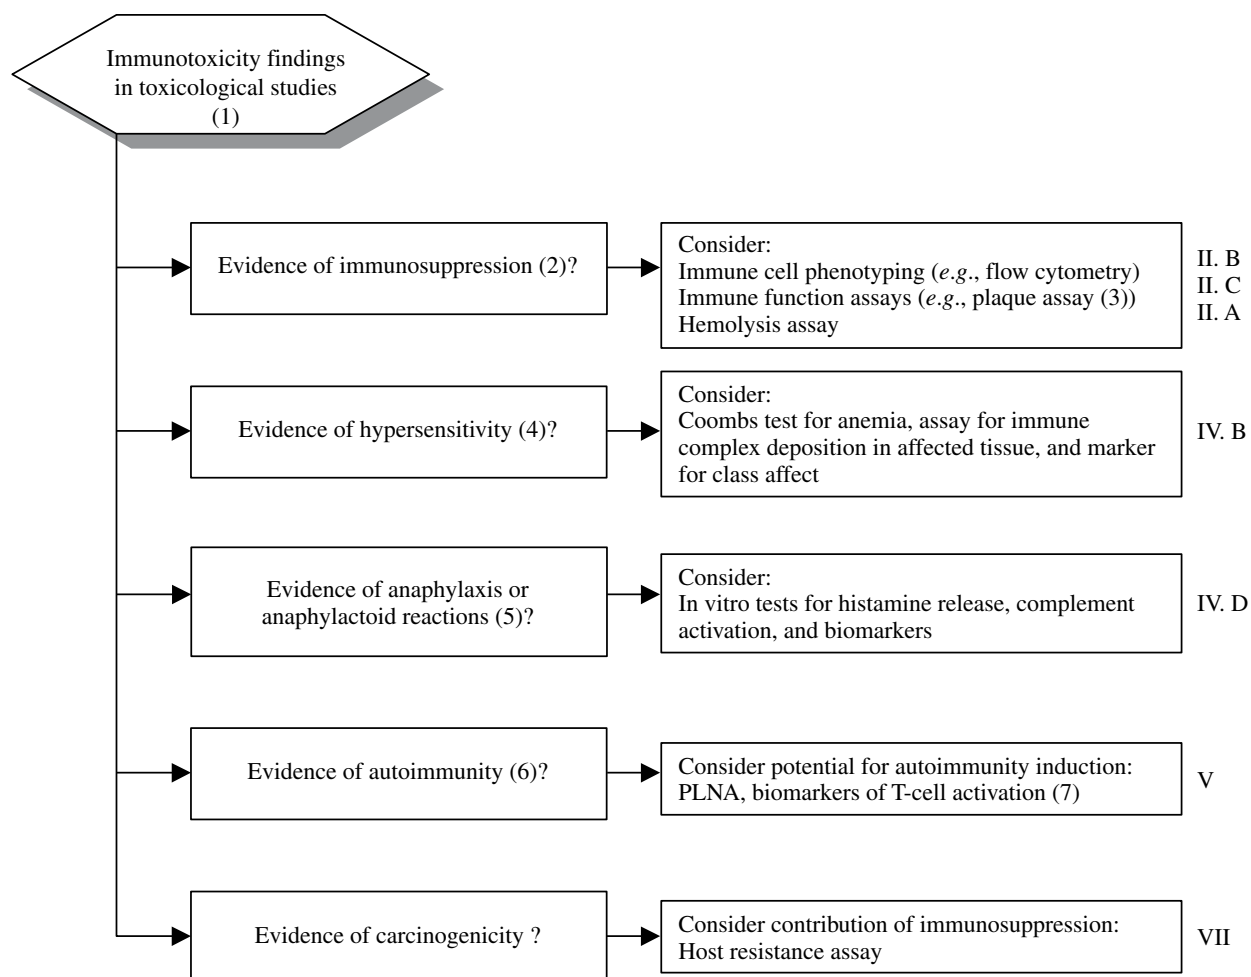 Immunotoxicity findings
in toxicological studies
(1)
Evidence of immunosuppression (2)?
Consider:
Immune cell phenotyping (e.g., flow cytometry)
Immune function assays (e.g., plaque assay (3))
Hemolysis assay
II. B
II. C
II. A
Evidence of hypersensitivity (4)?
Consider:
Coombs test for anemia, assay for immune
complex deposition in affected tissue, and marker
for class affect
IV. B
Evidence of anaphylaxis or
anaphylactoid reactions (5)?
Consider:
In vitro tests for histamine release, complement
activation, and biomarkers
IV. D
Evidence of autoimmunity (6)?
Consider potential for autoimmunity induction:
PLNA, biomarkers of T-cell activation (7)
V
Evidence of carcinogenicity ?
Consider contribution of immunosuppression:
Host resistance assay
VII